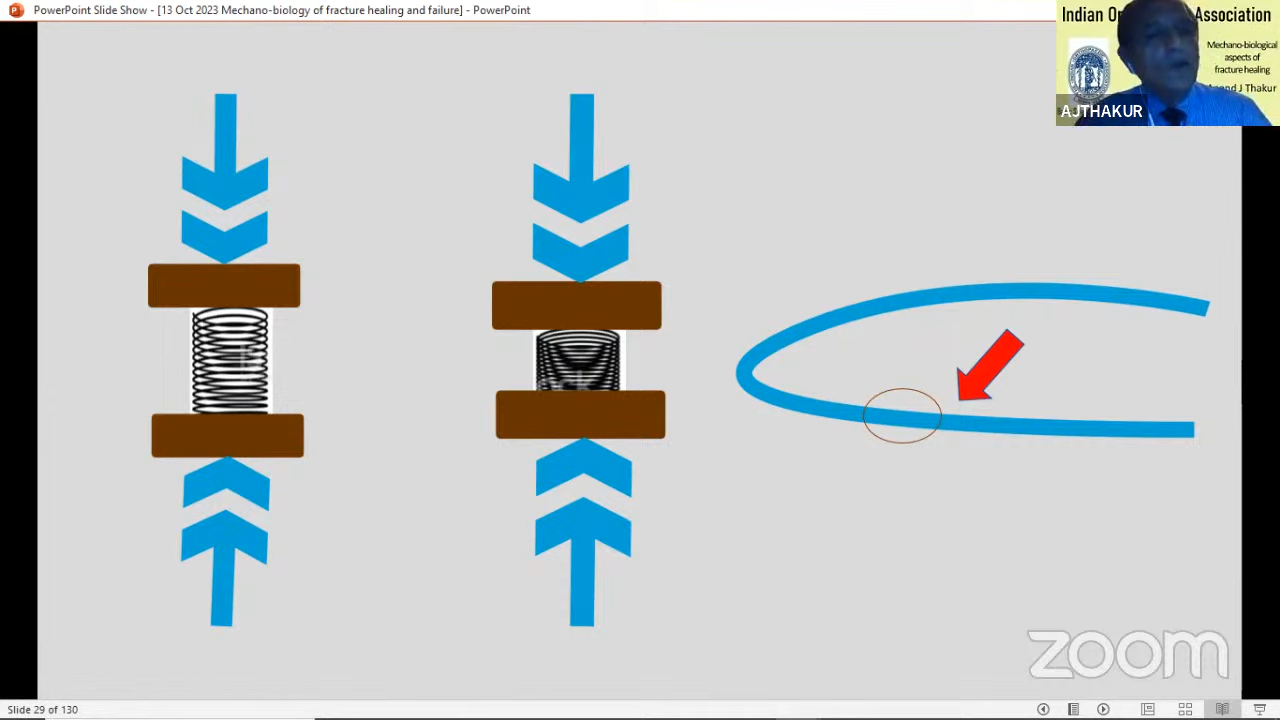 PowerPoint Slide Show - [13 Oct 2023 Mechano-biology of fracture healing and failure] - PowerPoint
Indian Association
Mechano-biological
aspects of
fracture healing
J Thakur
AJTHAKUR
zoom
Slide 29 of 130